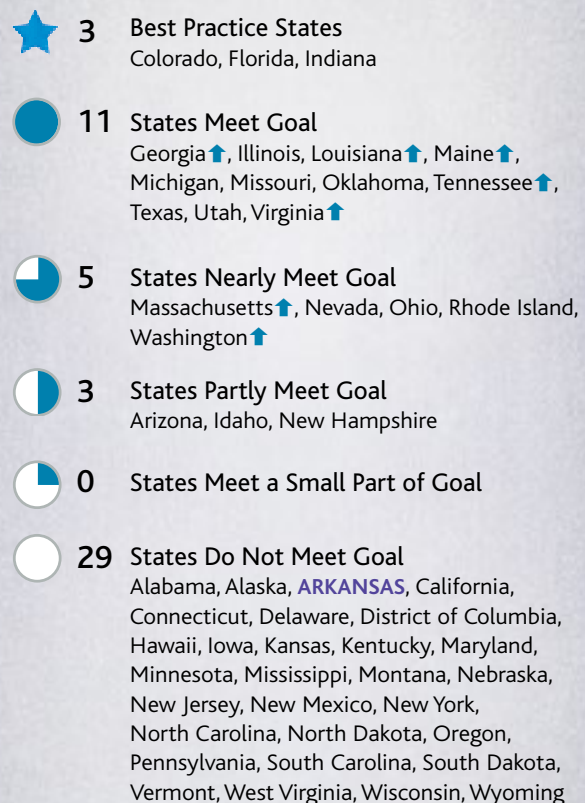 3 Best Practice States
Colorado, Florida, Indiana
11 States Meet Goal
Georgia⬆, Illinois, Louisiana⬆, Maine⬆,
Michigan, Missouri, Oklahoma, Tennessee⬆,
Texas, Utah, Virginia⬆
5 States Nearly Meet Goal
Massachusetts⬆, Nevada, Ohio, Rhode Island,
Washington⬆
3 States Partly Meet Goal
Arizona, Idaho, New Hampshire
0 States Meet a Small Part of Goal
29 States Do Not Meet Goal
Alabama, Alaska, ARKANSAS, California,
Connecticut, Delaware, District of Columbia,
Hawaii, Iowa, Kansas, Kentucky, Maryland,
Minnesota, Mississippi, Montana, Nebraska,
New Jersey, New Mexico, New York,
North Carolina, North Dakota, Oregon,
Pennsylvania, South Carolina, South Dakota,
Vermont, West Virginia, Wisconsin, Wyoming